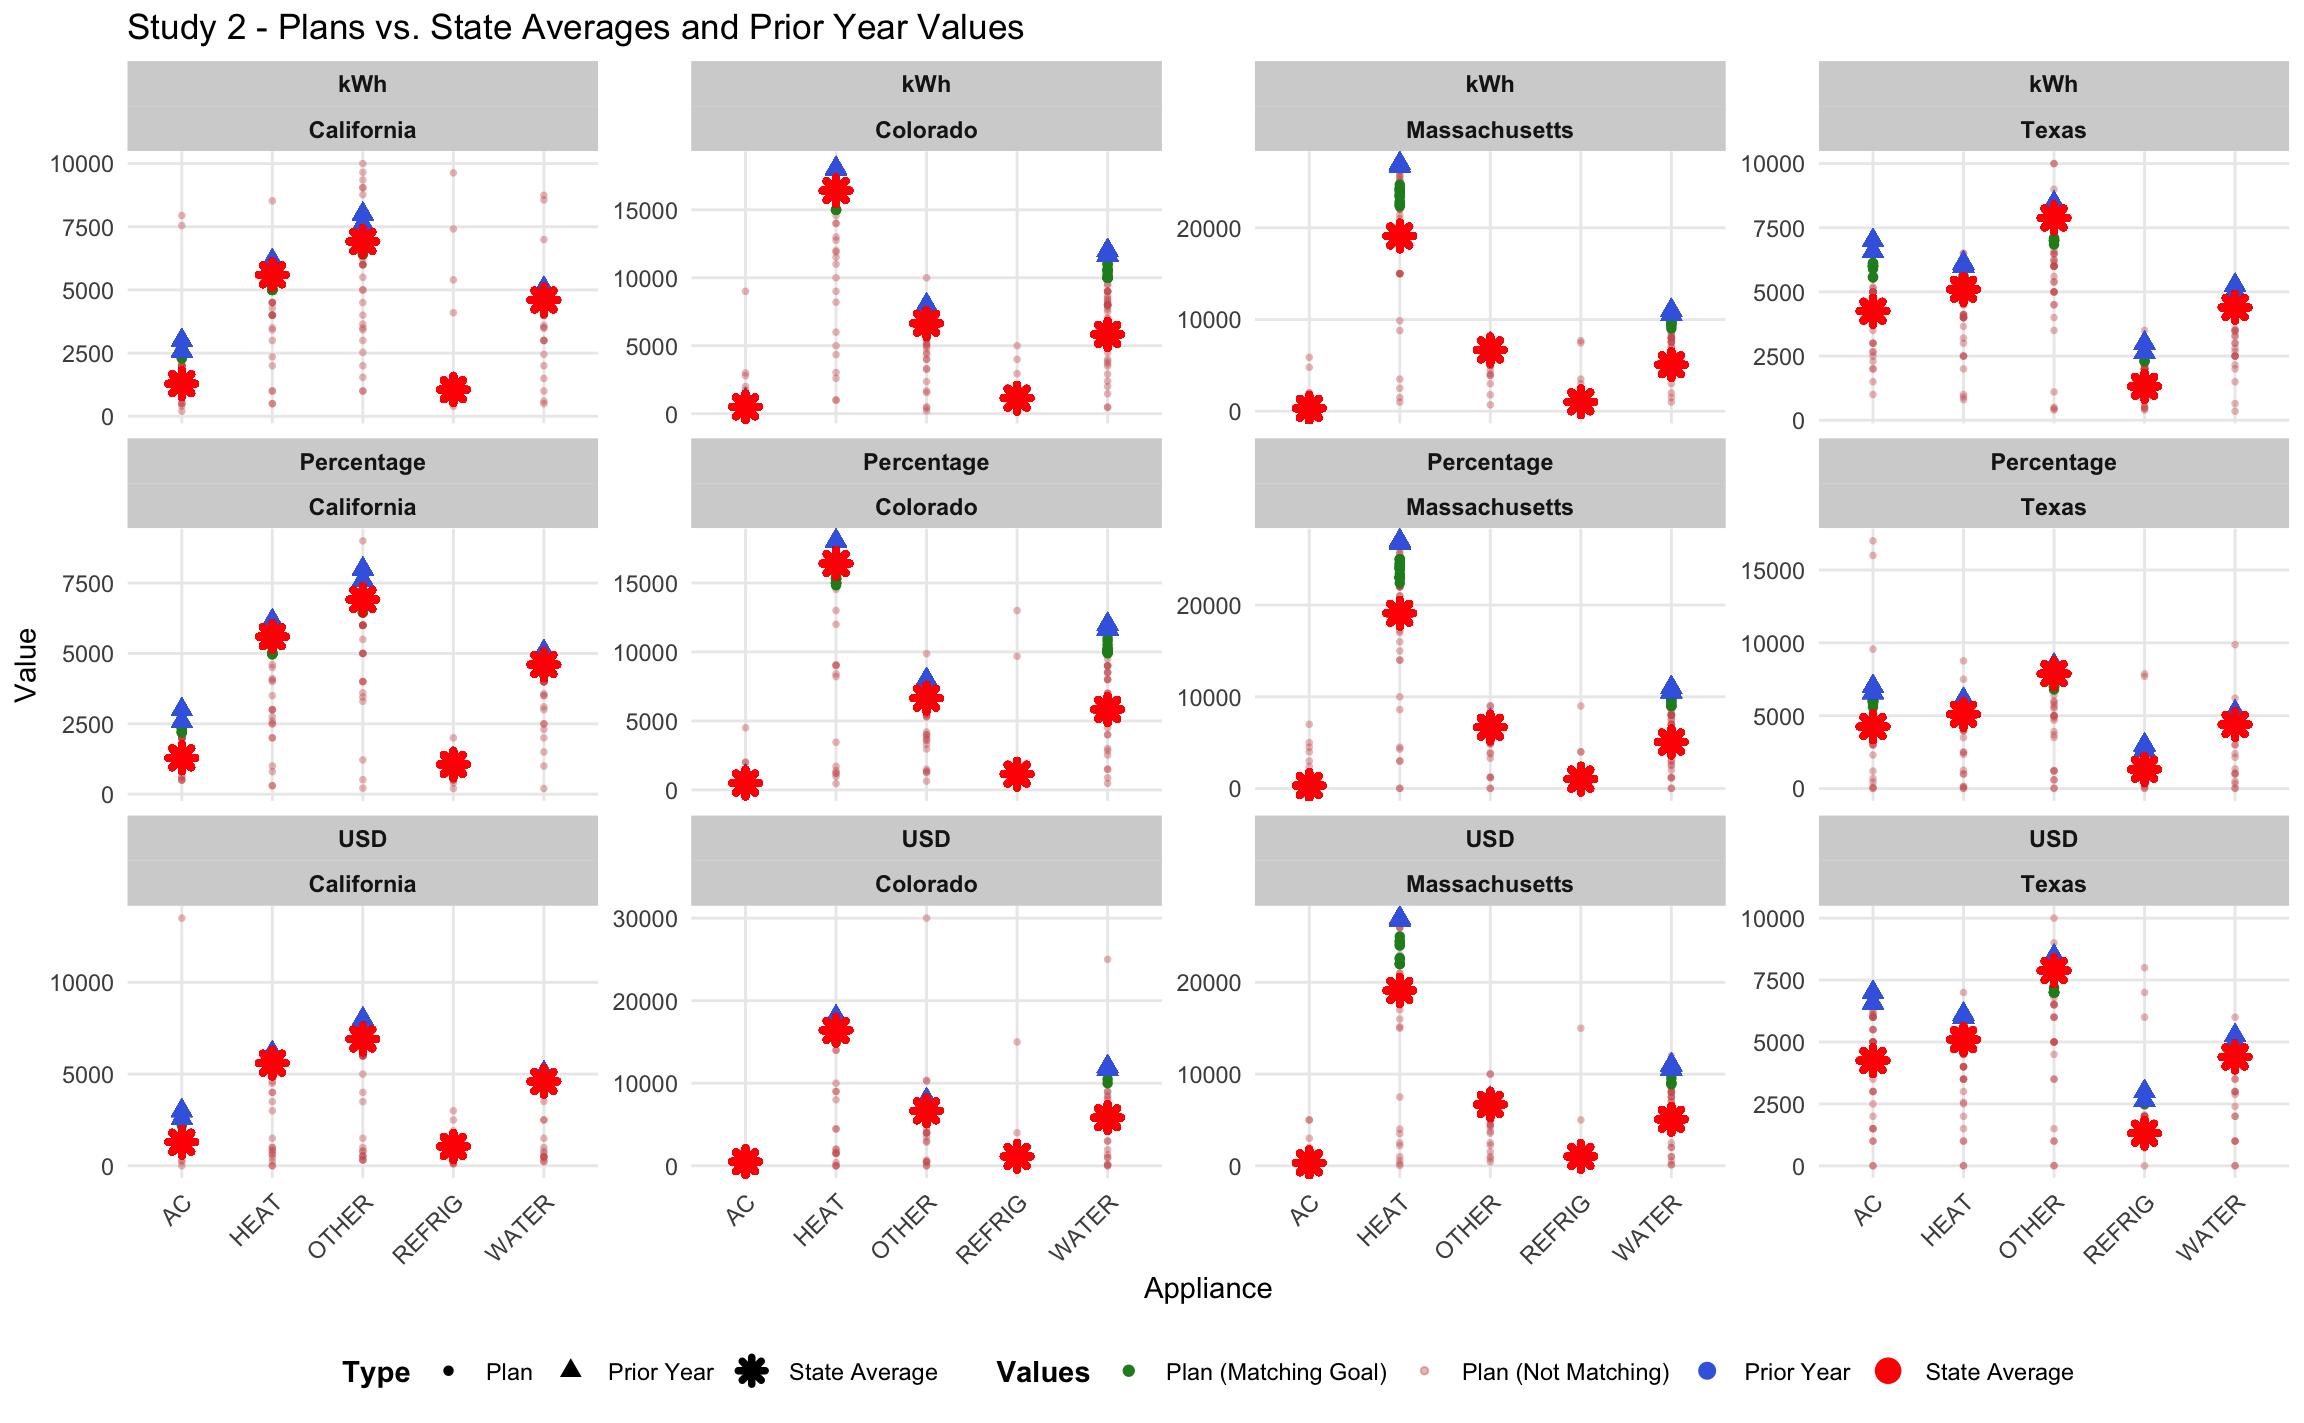 Study 2 - Plans vs. State Averages and Prior Year Values
kWh
California
kWh
Colorado
kWh
Massachusetts
kWh
Texas
10000
7500
5000
2500
0
15000
10000
5000
0
20000
10000
0
10000
7500
5000
2500
0
Percentage
California
Percentage
Colorado
Percentage
Massachusetts
Percentage
Texas
7500
5000
2500
0
15000
10000
5000
0
20000
10000
0
15000
10000
5000
0
Value
USD
California
USD
Colorado
USD
Massachusetts
USD
Texas
10000
5000
0
30000
20000
10000
0
20000
10000
0
10000
7500
5000
2500
0
AC HEAT OTHER REFRIG WATER
AC HEAT OTHER REFRIG WATER
AC HEAT OTHER REFRIG WATER
AC HEAT OTHER REFRIG WATER
Appliance
Type Plan Prior Year State Average Values Plan (Matching Goal) Plan (Not Matching) Prior Year State Average